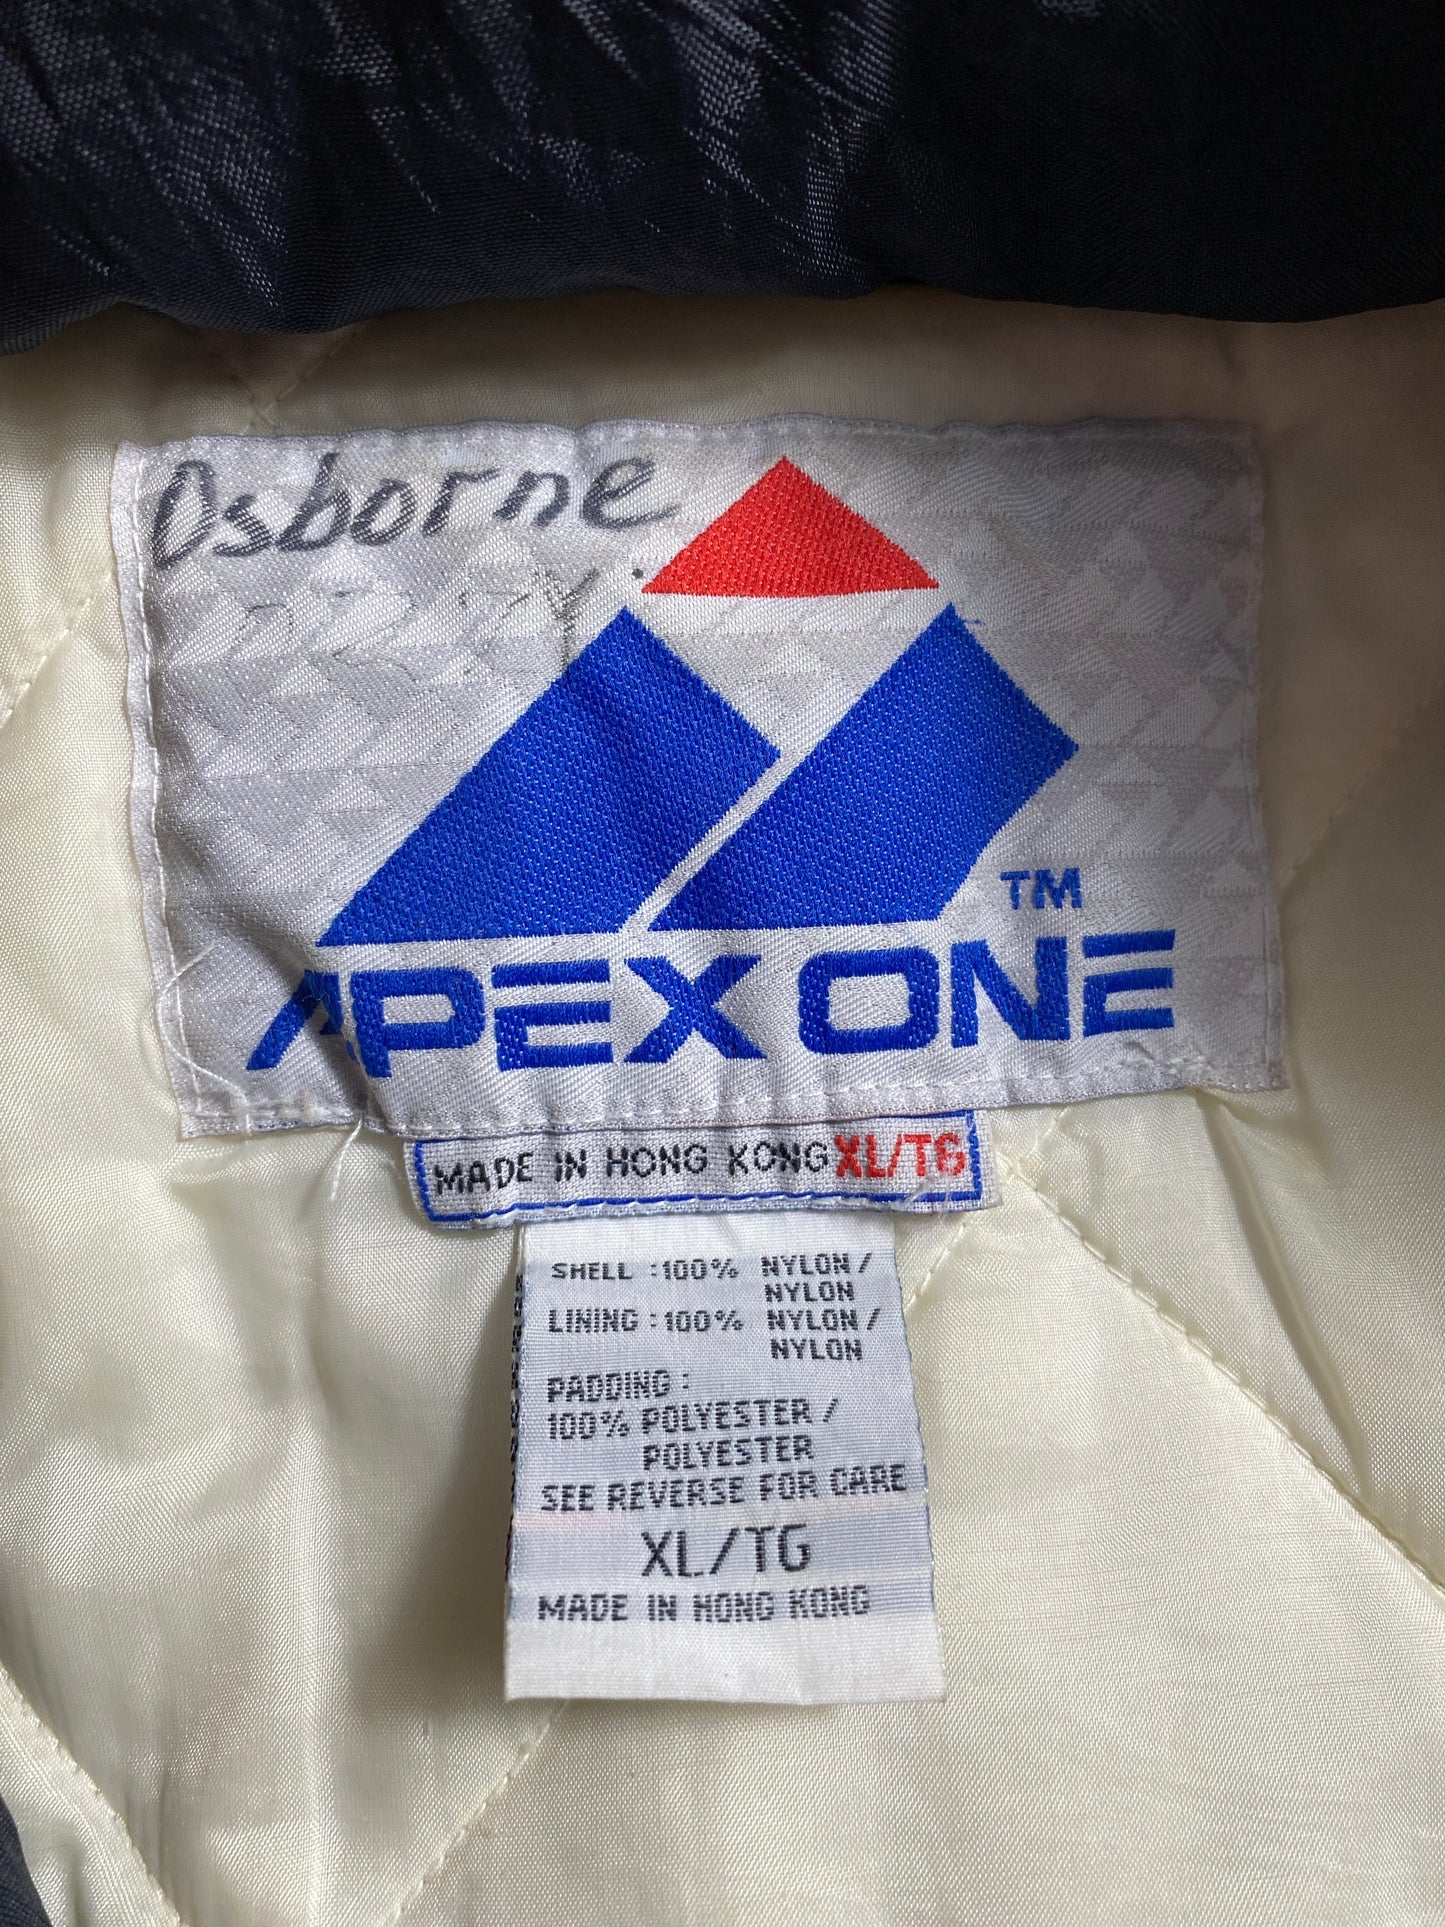 Osborne
TM
APEX ONE
MADE IN HONG KONG XL/TG
SHELL : 100% NYLON /
NYLON
LINING : 100% NYLON /
NYLON
PADDING :
100% POLYESTER /
POLYESTER
SEE REVERSE FOR CARE
XL/TG
MADE IN HONG KONG